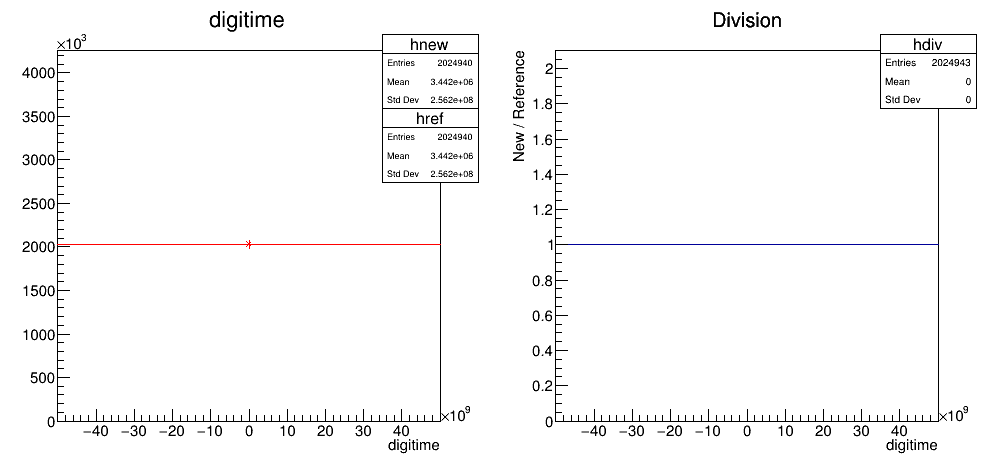 digitime
×10³
hnew
Entries 2024940
Mean 3.442e+06
Std Dev 2.562e+08
href
Entries 2024940
Mean 3.442e+06
Std Dev 2.562e+08
4000
3500
3000
2500
2000
1500
1000
500
0
−40 −30 −20 −10 0 10 20 30 40
×10⁹
digitime
Division
hdiv
Entries 2024943
Mean 0
Std Dev 0
New / Reference
2
1.8
1.6
1.4
1.2
1
0.8
0.6
0.4
0.2
0
−40 −30 −20 −10 0 10 20 30 40
×10⁹
digitime